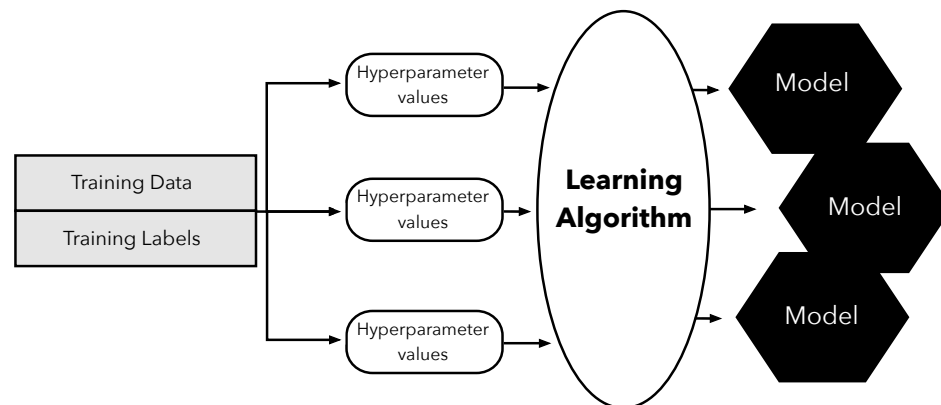 Training Data
Training Labels
Hyperparameter
values
Hyperparameter
values
Hyperparameter
values
Learning
Algorithm
Model
Model
Model